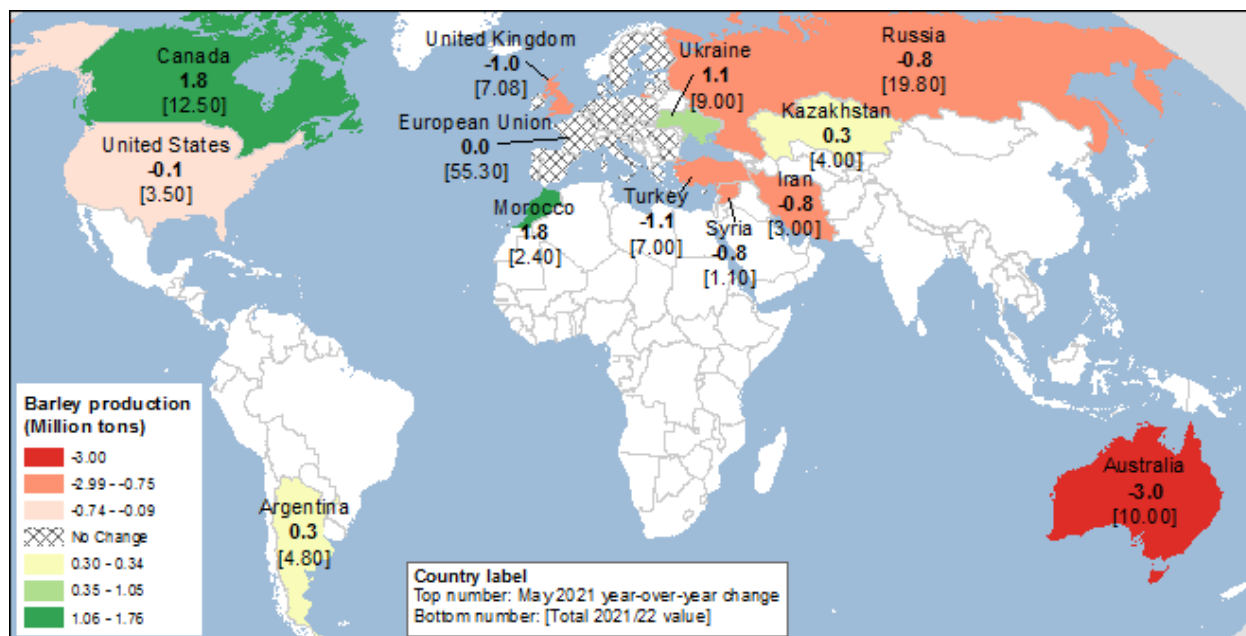 Canada
1.8
[12.50]
United States
-0.1
[3.50]
United Kingdom
-1.0
[7.08]
European Union
0.0
[55.30]
Ukraine
1.1
[9.00]
Russia
-0.8
[19.80]
Kazakhstan
0.3
[4.00]
Morocco
1.8
[2.40]
Turkey
-1.1
[7.00]
Syria
-0.8
[1.10]
Iran
-0.8
[3.00]
Argentina
0.3
[4.80]
Australia
-3.0
[10.00]
Barley production
(Million tons)
-3.00
-2.99 - -0.75
-0.74 - -0.09
No Change
0.30 - 0.34
0.35 - 1.05
1.06 - 1.76
Country label
Top number: May 2021 year-over-year change
Bottom number: [Total 2021/22 value]